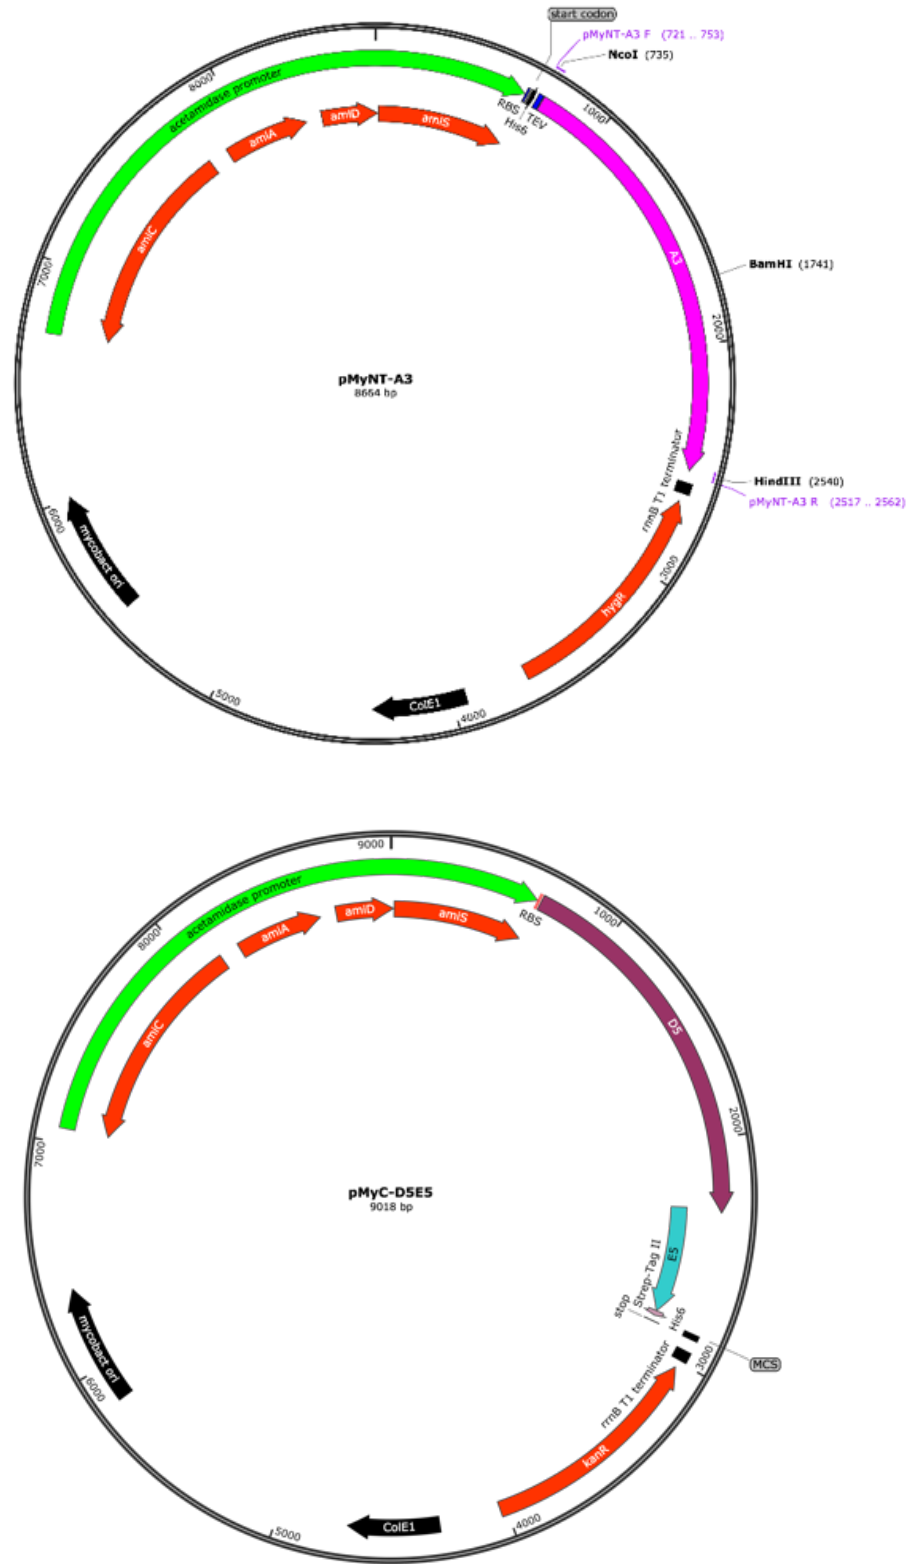 start codon
pMyNT-A3 F (721 .. 753)
NcoI (735)
8000
acetamidase promoter
RBS
His6
TEV
1000
amiA
amiD
amiS
amiC
A3
7000
BamHI (1741)
2000
pMyNT-A3
8664 bp
rrnB T1 terminator
HindIII (2540)
pMyNT-A3 R (2517 .. 2562)
6000
mycobact ori
3000
hygR
5000
ColE1
4000
9000
acetamidase promoter
8000
amiA
amiD
amiS
RBS
1000
amiC
D5
2000
7000
pMyC-D5E5
9018 bp
E5
Strep-Tag II
stop
His6
MCS
3000
rrnB T1 terminator
mycobact ori
6000
kanR
5000
ColE1
4000